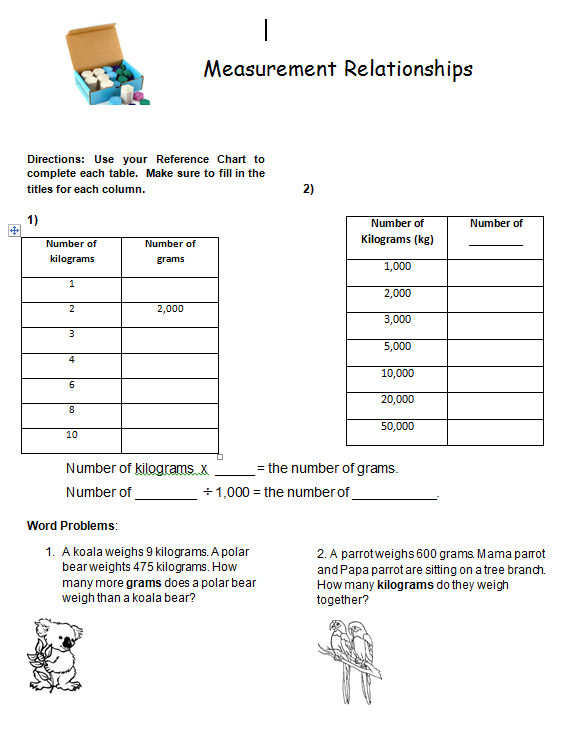 Measurement Relationships
Directions: Use your Reference Chart to
complete each table. Make sure to fill in the
titles for each column.
1)
Number of
kilograms
Number of
grams
1
2
2,000
3
4
6
8
10
2)
Number of
Kilograms (kg)
Number of
_________
1,000
2,000
3,000
5,000
10,000
20,000
50,000
Number of kilograms x _____ = the number of grams.
Number of ________ ÷ 1,000 = the number of ___________.
Word Problems:
1. A koala weighs 9 kilograms. A polar
bear weights 475 kilograms. How
many more grams does a polar bear
weigh than a koala bear?
2. A parrot weighs 600 grams. Mama parrot
and Papa parrot are sitting on a tree branch.
How many kilograms do they weigh
together?